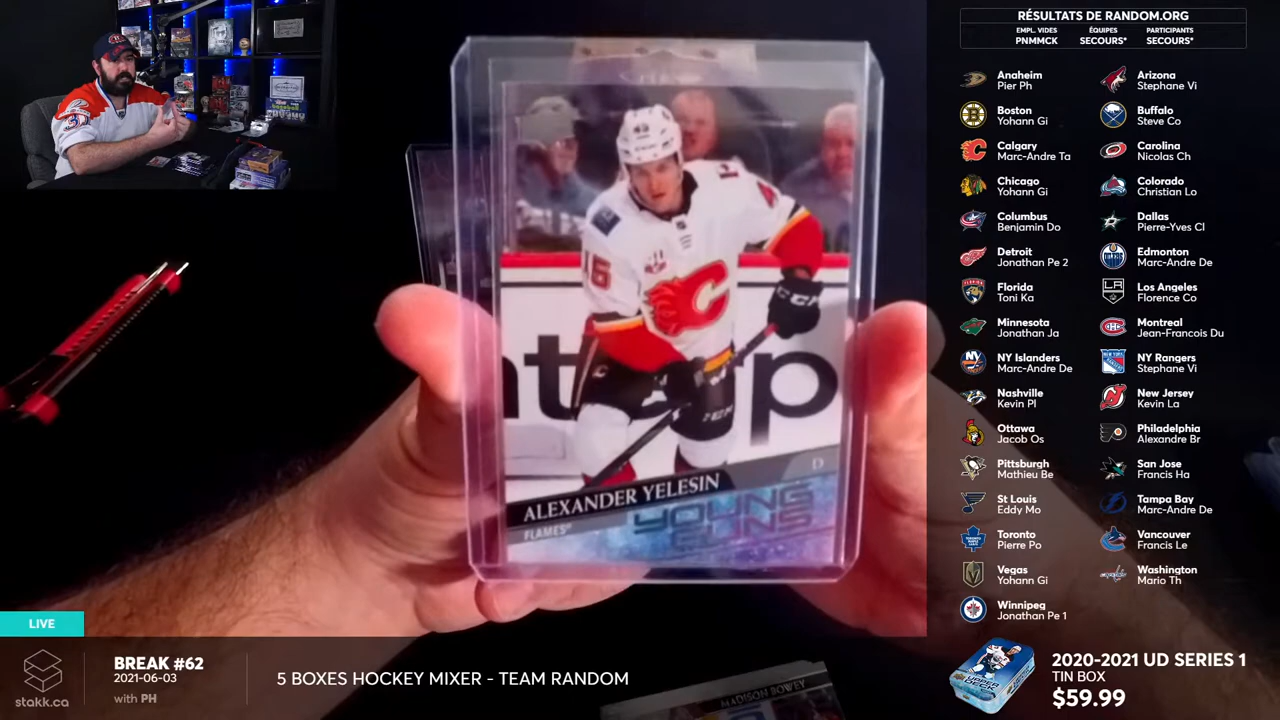 RÉSULTATS DE RANDOM.ORG
EMPL. VIDES
PNMMCK
ÉQUIPES
SECOURS*
PARTICIPANTS
SECOURS*
Anaheim
Pier Ph
Arizona
Stephane Vi
Boston
Yohann Gi
Buffalo
Steve Co
Calgary
Marc-Andre Ta
Carolina
Nicolas Ch
Chicago
Yohann Gi
Colorado
Christian Lo
Columbus
Benjamin Do
Dallas
Pierre-Yves Cl
Detroit
Jonathan Pe 2
Edmonton
Marc-Andre De
Florida
Toni Ka
Los Angeles
Florence Co
Minnesota
Jonathan Ja
Montreal
Jean-Francois Du
NY Islanders
Marc-Andre De
NY Rangers
Stephane Vi
Nashville
Kevin Pl
New Jersey
Kevin La
Ottawa
Jacob Os
Philadelphia
Alexandre Br
Pittsburgh
Mathieu Be
San Jose
Francis Ha
St Louis
Eddy Mo
Tampa Bay
Marc-Andre De
Toronto
Pierre Po
Vancouver
Francis Le
Vegas
Yohann Gi
Washington
Mario Th
Winnipeg
Jonathan Pe 1
45
C
CCM
D
ALEXANDER YELESIN
FLAMES
YOUNG
GUNS
MADISON BOWEY
LIVE
stakk.ca
BREAK #62
2021-06-03
with PH
5 BOXES HOCKEY MIXER - TEAM RANDOM
2020-2021 UD SERIES 1
TIN BOX
$59.99